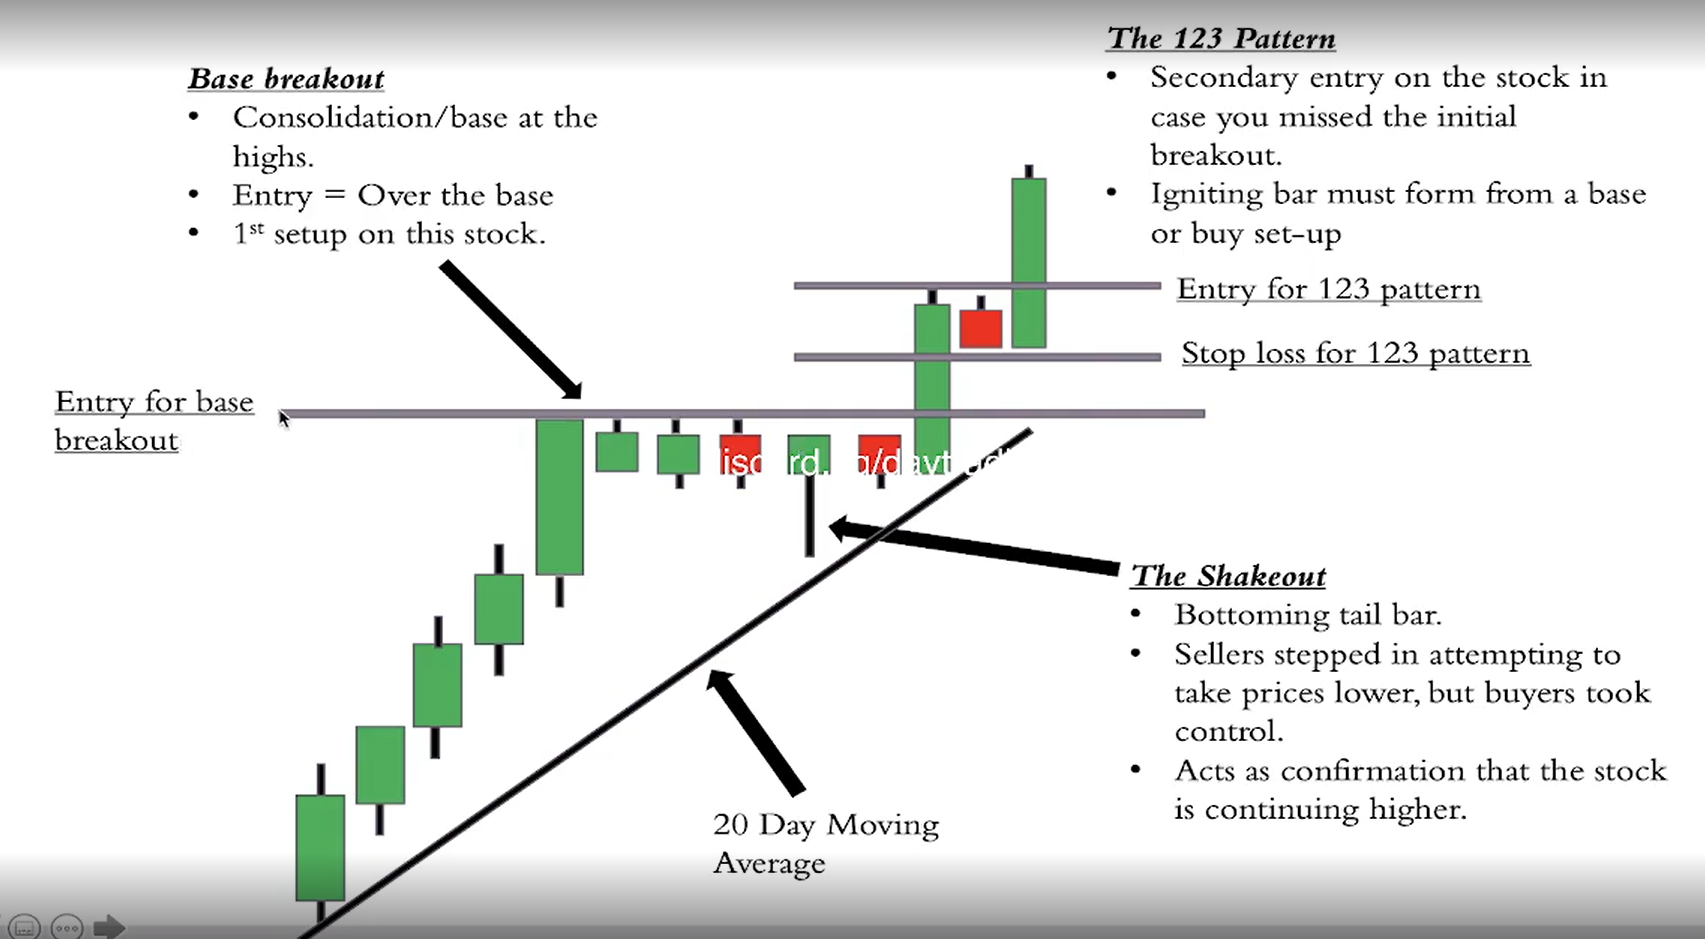 Base breakout
• Consolidation/base at the
highs.
• Entry = Over the base
• 1st setup on this stock.
The 123 Pattern
• Secondary entry on the stock in
case you missed the initial
breakout.
• Igniting bar must form from a base
or buy set-up
Entry for 123 pattern
Stop loss for 123 pattern
Entry for base
breakout
The Shakeout
• Bottoming tail bar.
• Sellers stepped in attempting to
take prices lower, but buyers took
control.
• Acts as confirmation that the stock
is continuing higher.
20 Day Moving
Average